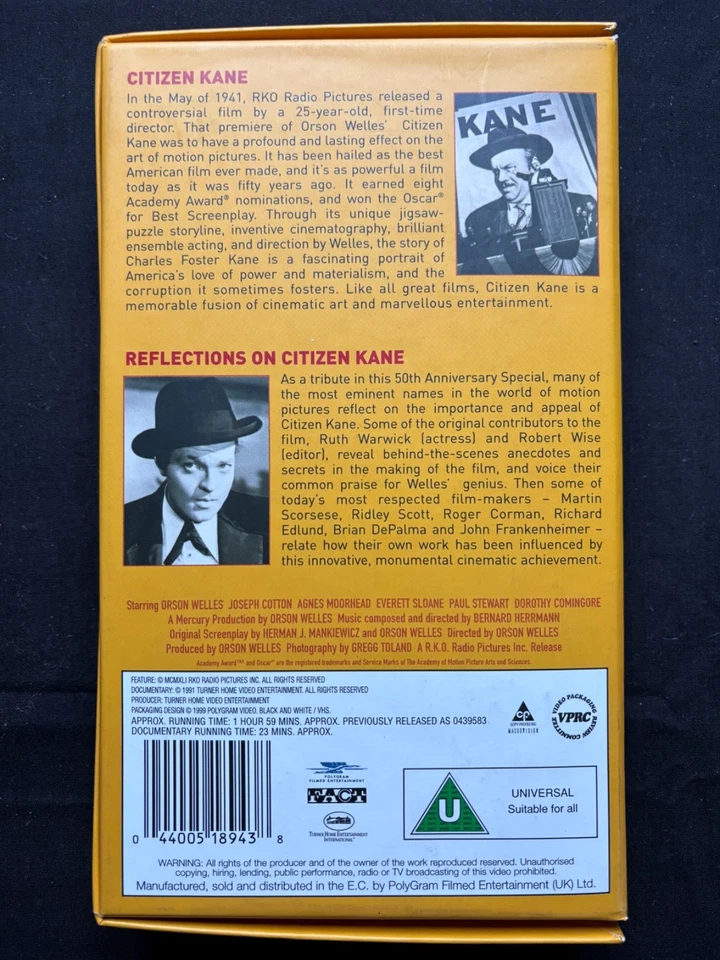 CITIZEN KANE
In the May of 1941, RKO Radio Pictures released a
controversial film by a 25-year-old, first-time
director. That premiere of Orson Welles' Citizen
Kane was to have a profound and lasting effect on the
art of motion pictures. It has been hailed as the best
American film ever made, and it's as powerful a film
today as it was fifty years ago. It earned eight
Academy Award® nominations, and won the Oscar®
for Best Screenplay. Through its unique jigsaw-
puzzle storyline, inventive cinematography, brilliant
ensemble acting, and direction by Welles, the story of
Charles Foster Kane is a fascinating portrait of
America's love of power and materialism, and the
corruption it sometimes fosters. Like all great films, Citizen Kane is a
memorable fusion of cinematic art and marvellous entertainment.
KANE
REFLECTIONS ON CITIZEN KANE
As a tribute in this 50th Anniversary Special, many of
the most eminent names in the world of motion
pictures reflect on the importance and appeal of
Citizen Kane. Some of the original contributors to the
film, Ruth Warwick (actress) and Robert Wise
(editor), reveal behind-the-scenes anecdotes and
secrets in the making of the film, and voice their
common praise for Welles' genius. Then some of
today's most respected film-makers – Martin
Scorsese, Ridley Scott, Roger Corman, Richard
Edlund, Brian DePalma and John Frankenheimer –
relate how their own work has been influenced by
this innovative, monumental cinematic achievement.
Starring ORSON WELLES JOSEPH COTTON AGNES MOORHEAD EVERETT SLOANE PAUL STEWART DOROTHY COMINGORE
A Mercury Production by ORSON WELLES Music composed and directed by BERNARD HERRMANN
Original Screenplay by HERMAN J. MANKIEWICZ and ORSON WELLES Directed by ORSON WELLES
Produced by ORSON WELLES Photography by GREGG TOLAND A R.K.O. Radio Pictures Inc. Release
Academy Award™ and Oscar® are the registered trademarks and Service Marks of The Academy of Motion Picture Arts and Sciences.
FEATURE: © MCMXLI RKO RADIO PICTURES INC. ALL RIGHTS RESERVED
DOCUMENTARY: © 1991 TURNER HOME VIDEO ENTERTAINMENT. ALL RIGHTS RESERVED
PRODUCER: TURNER HOME VIDEO ENTERTAINMENT
PACKAGING DESIGN © 1999 POLYGRAM VIDEO. BLACK AND WHITE / VHS.
APPROX. RUNNING TIME: 1 HOUR 59 MINS. APPROX. PREVIOUSLY RELEASED AS 0439583
DOCUMENTARY RUNNING TIME: 23 MINS. APPROX.
COPY PROTECTED
MACROVISION
VIDEO PACKAGING REVIEW COMMITTEE
VPRC
0 44005 18943 8
POLYGRAM
FILMED ENTERTAINMENT
FACT
TURNER HOME ENTERTAINMENT
INTERNATIONAL™
U
UNIVERSAL
Suitable for all
WARNING: All rights of the producer and of the owner of the work reproduced reserved. Unauthorised
copying, hiring, lending, public performance, radio or TV broadcasting of this video prohibited.
Manufactured, sold and distributed in the E.C. by PolyGram Filmed Entertainment (UK) Ltd.